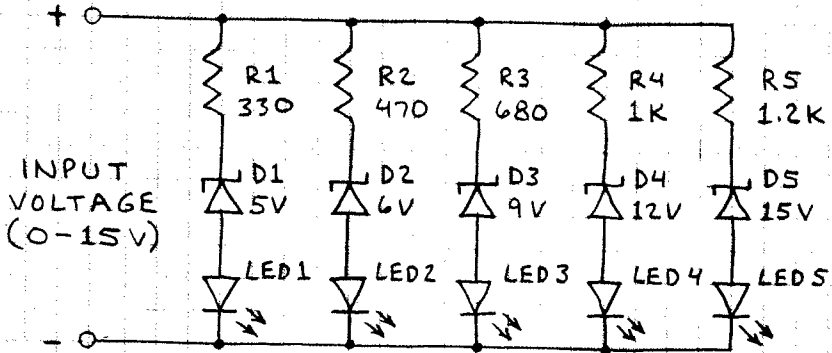 +
R1
330
R2
470
R3
680
R4
1K
R5
1.2K
INPUT
VOLTAGE
(0-15V)
D1
5V
D2
6V
D3
9V
D4
12V
D5
15V
LED1
LED2
LED3
LED4
LED5
-